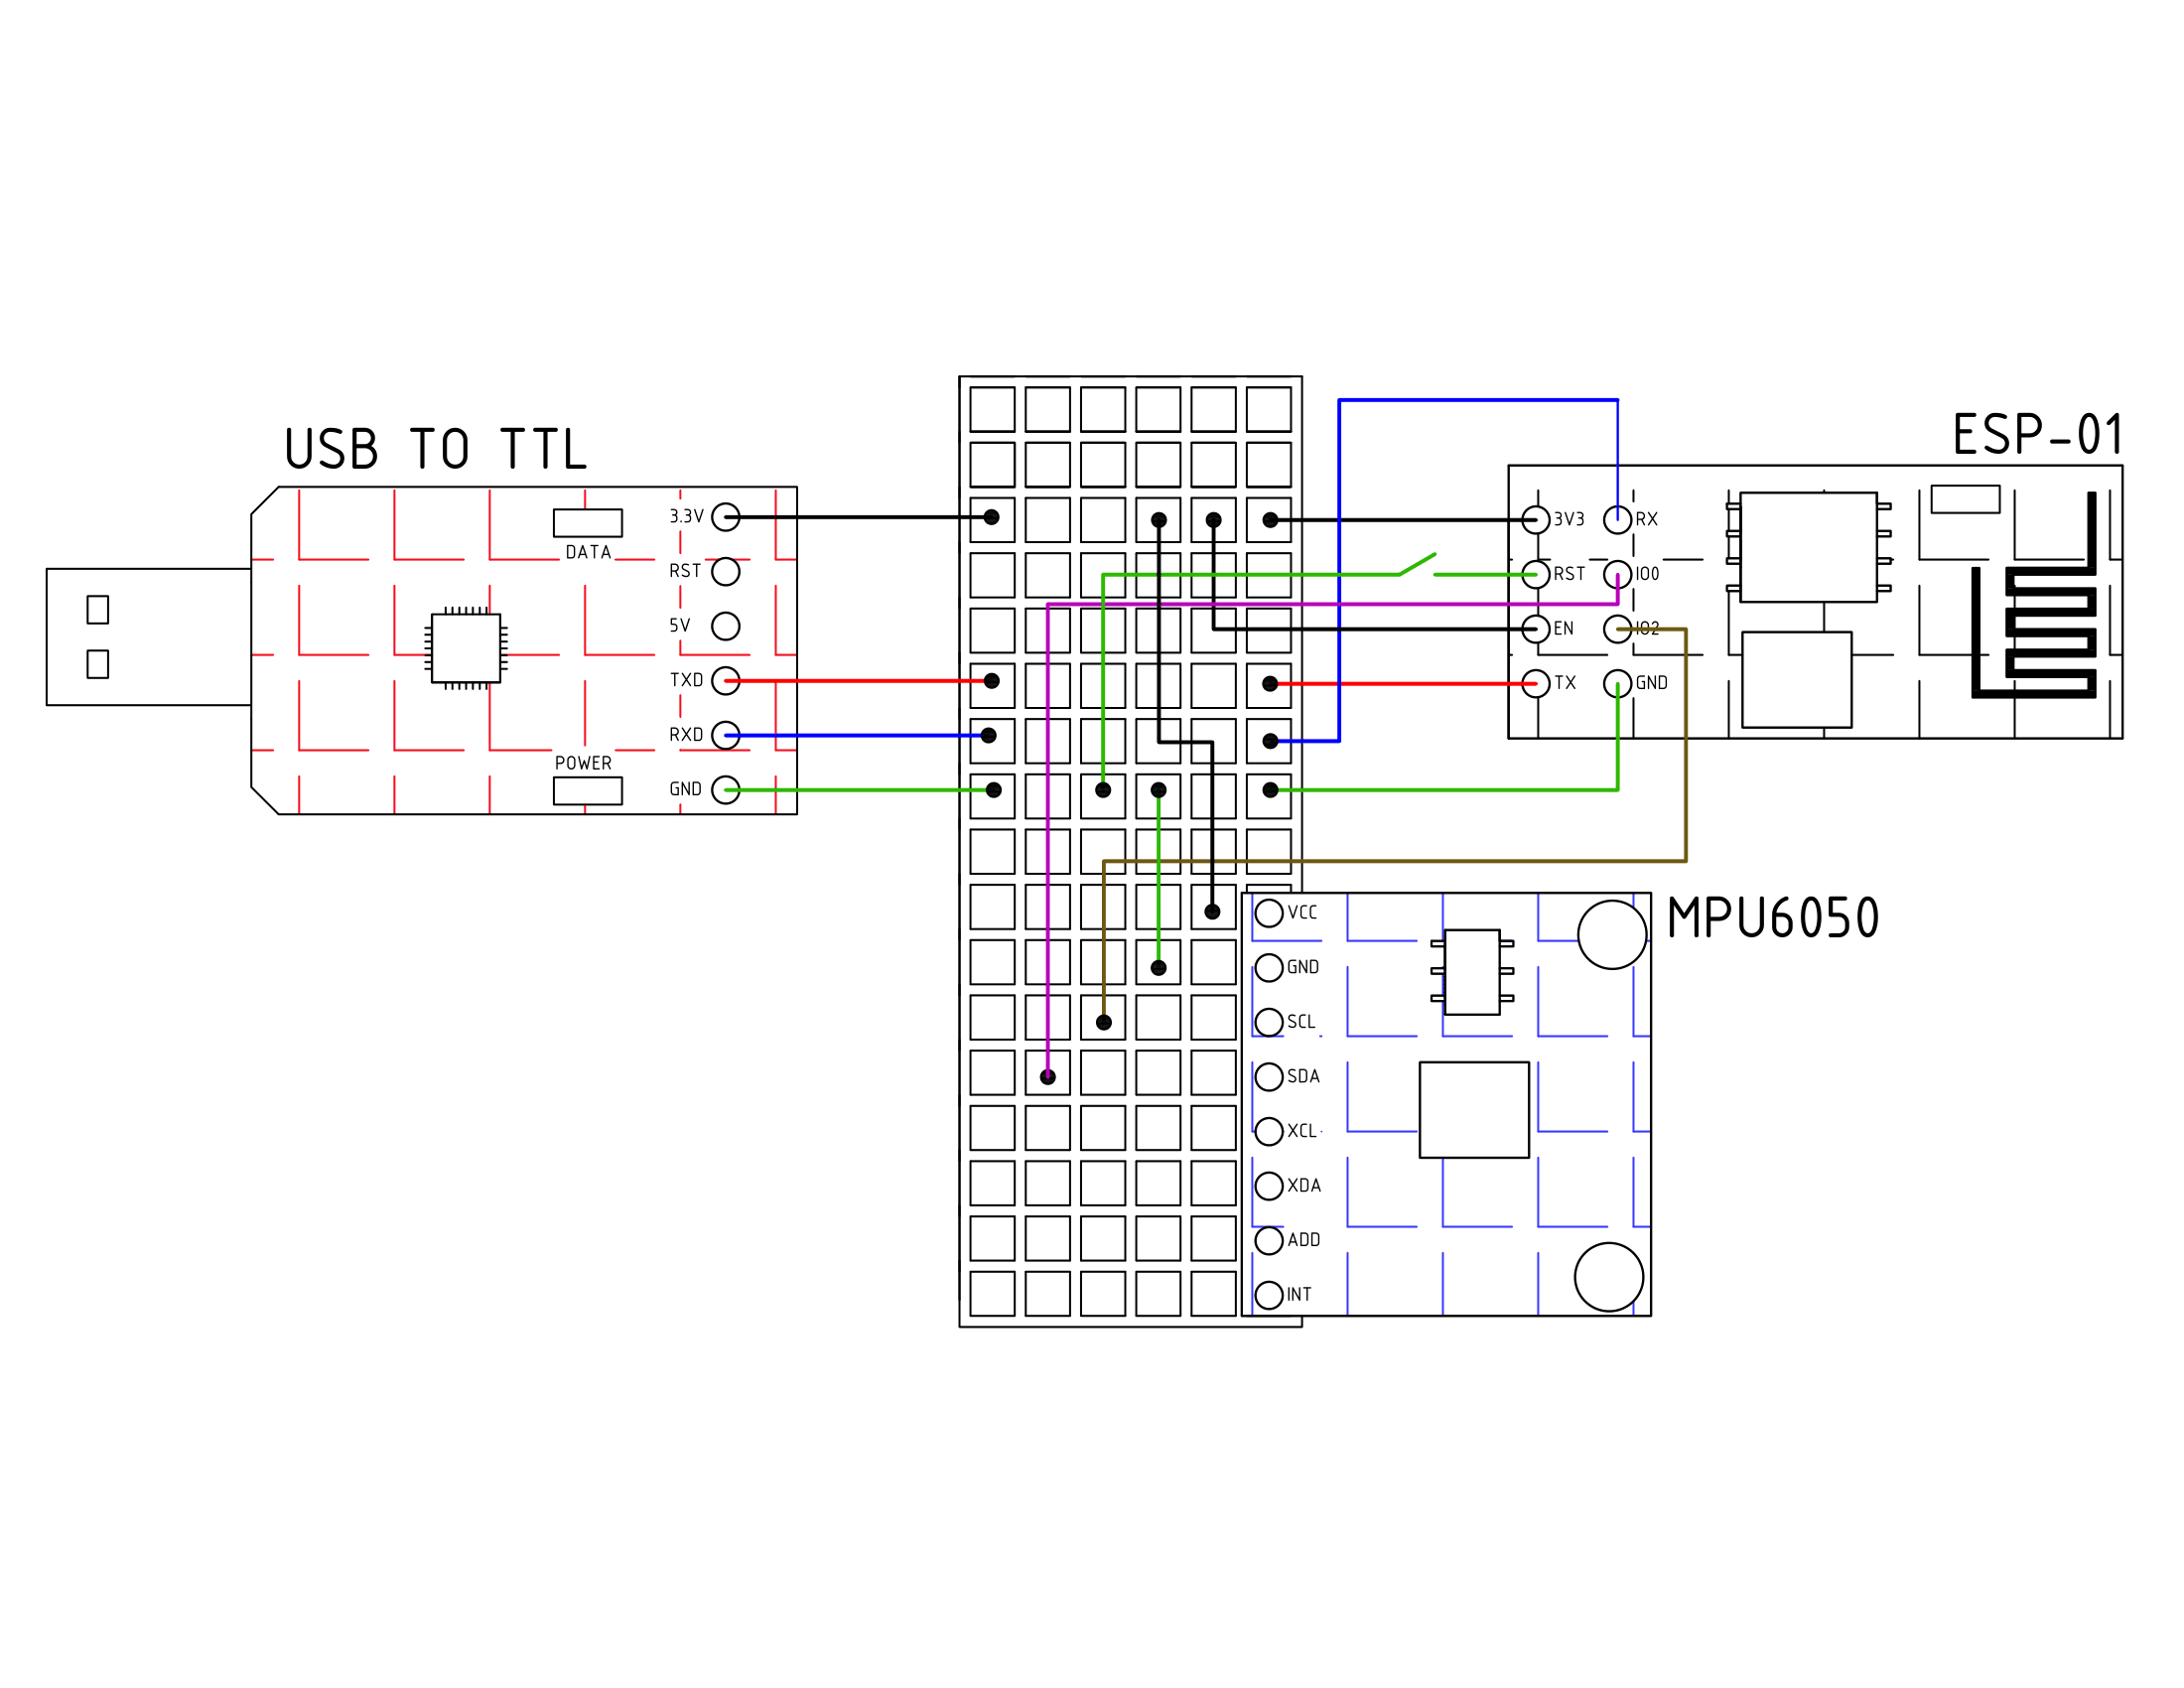 USB TO TTL
DATA
3.3V
RST
5V
TXD
RXD
POWER
GND
ESP-01
3V3 RX
RST IO0
EN IO2
TX GND
MPU6050
VCC
GND
SCL
SDA
XCL
XDA
ADD
INT